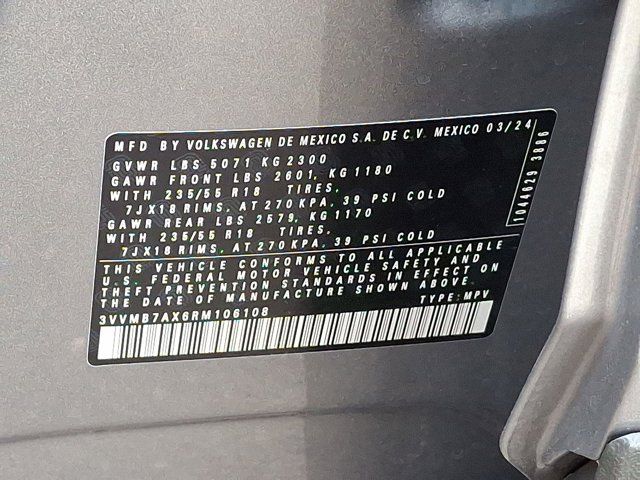 MFD BY VOLKSWAGEN DE MEXICO S.A. DE C.V. MEXICO 03/24
GVWR LBS 5071 KG 2300
GAWR FRONT LBS 2601, KG 1180
WITH 235/55 R18 TIRES,
7JX18 RIMS, AT 270 KPA, 39 PSI COLD
GAWR REAR LBS 2579, KG 1170
WITH 235/55 R18 TIRES,
7JX18 RIMS, AT 270 KPA, 39 PSI COLD
THIS VEHICLE CONFORMS TO ALL APPLICABLE
U.S. FEDERAL MOTOR VEHICLE SAFETY AND
THEFT PREVENTION STANDARDS IN EFFECT ON
THE DATE OF MANUFACTURE SHOWN ABOVE.
3VVMB7AX6RM106108 TYPE: MPV
1044629 3886